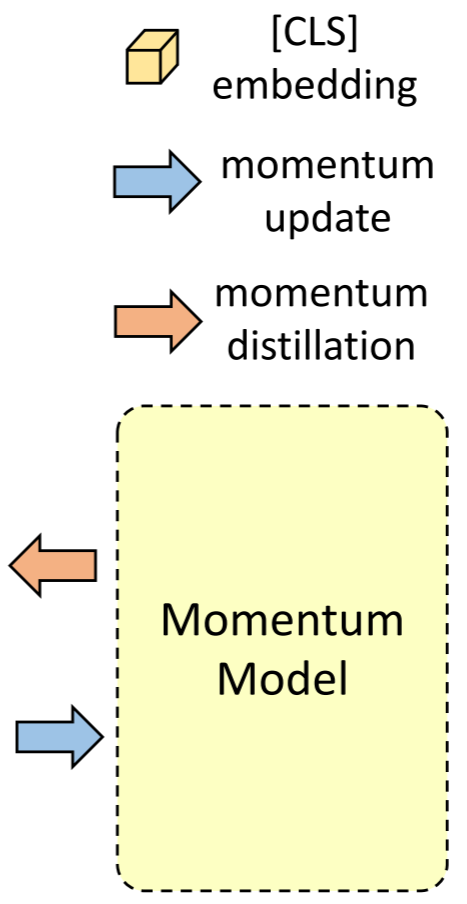 [CLS]
embedding
momentum
update
momentum
distillation
Momentum
Model